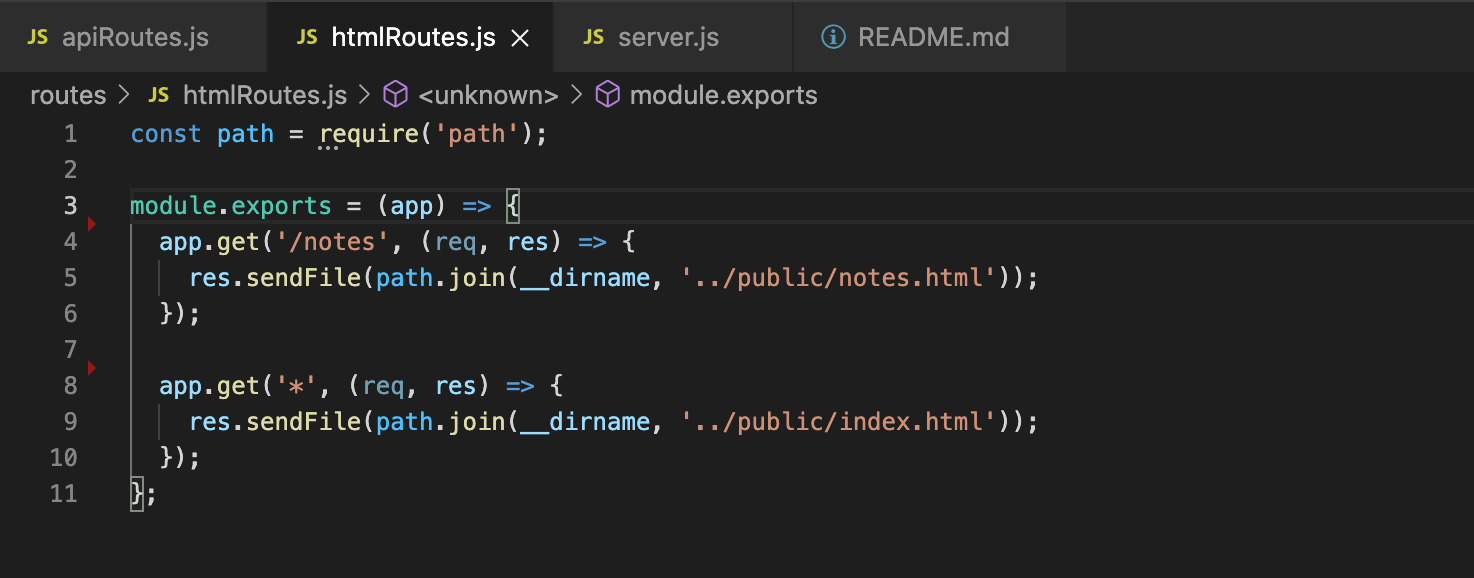 JS apiRoutes.js JS htmlRoutes.js × JS server.js README.md
routes > JS htmlRoutes.js > <unknown> > module.exports
1 const path = require('path');
2
3 module.exports = (app) => {
4   app.get('/notes', (req, res) => {
5     res.sendFile(path.join(__dirname, '../public/notes.html'));
6   });
7
8   app.get('*', (req, res) => {
9     res.sendFile(path.join(__dirname, '../public/index.html'));
10   });
11 };